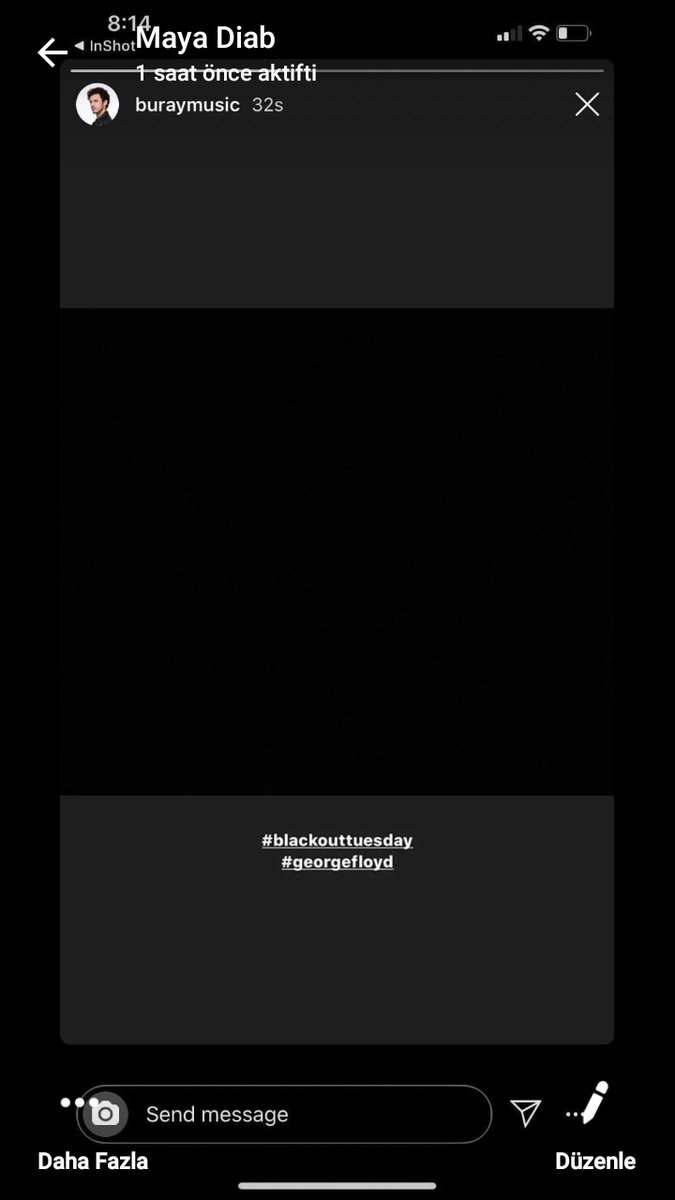 8:14
Maya Diab
InShot
1 saat önce aktifti
buraymusic 32s
#blackouttuesday
#georgefloyd
Send message
Daha Fazla
Düzenle